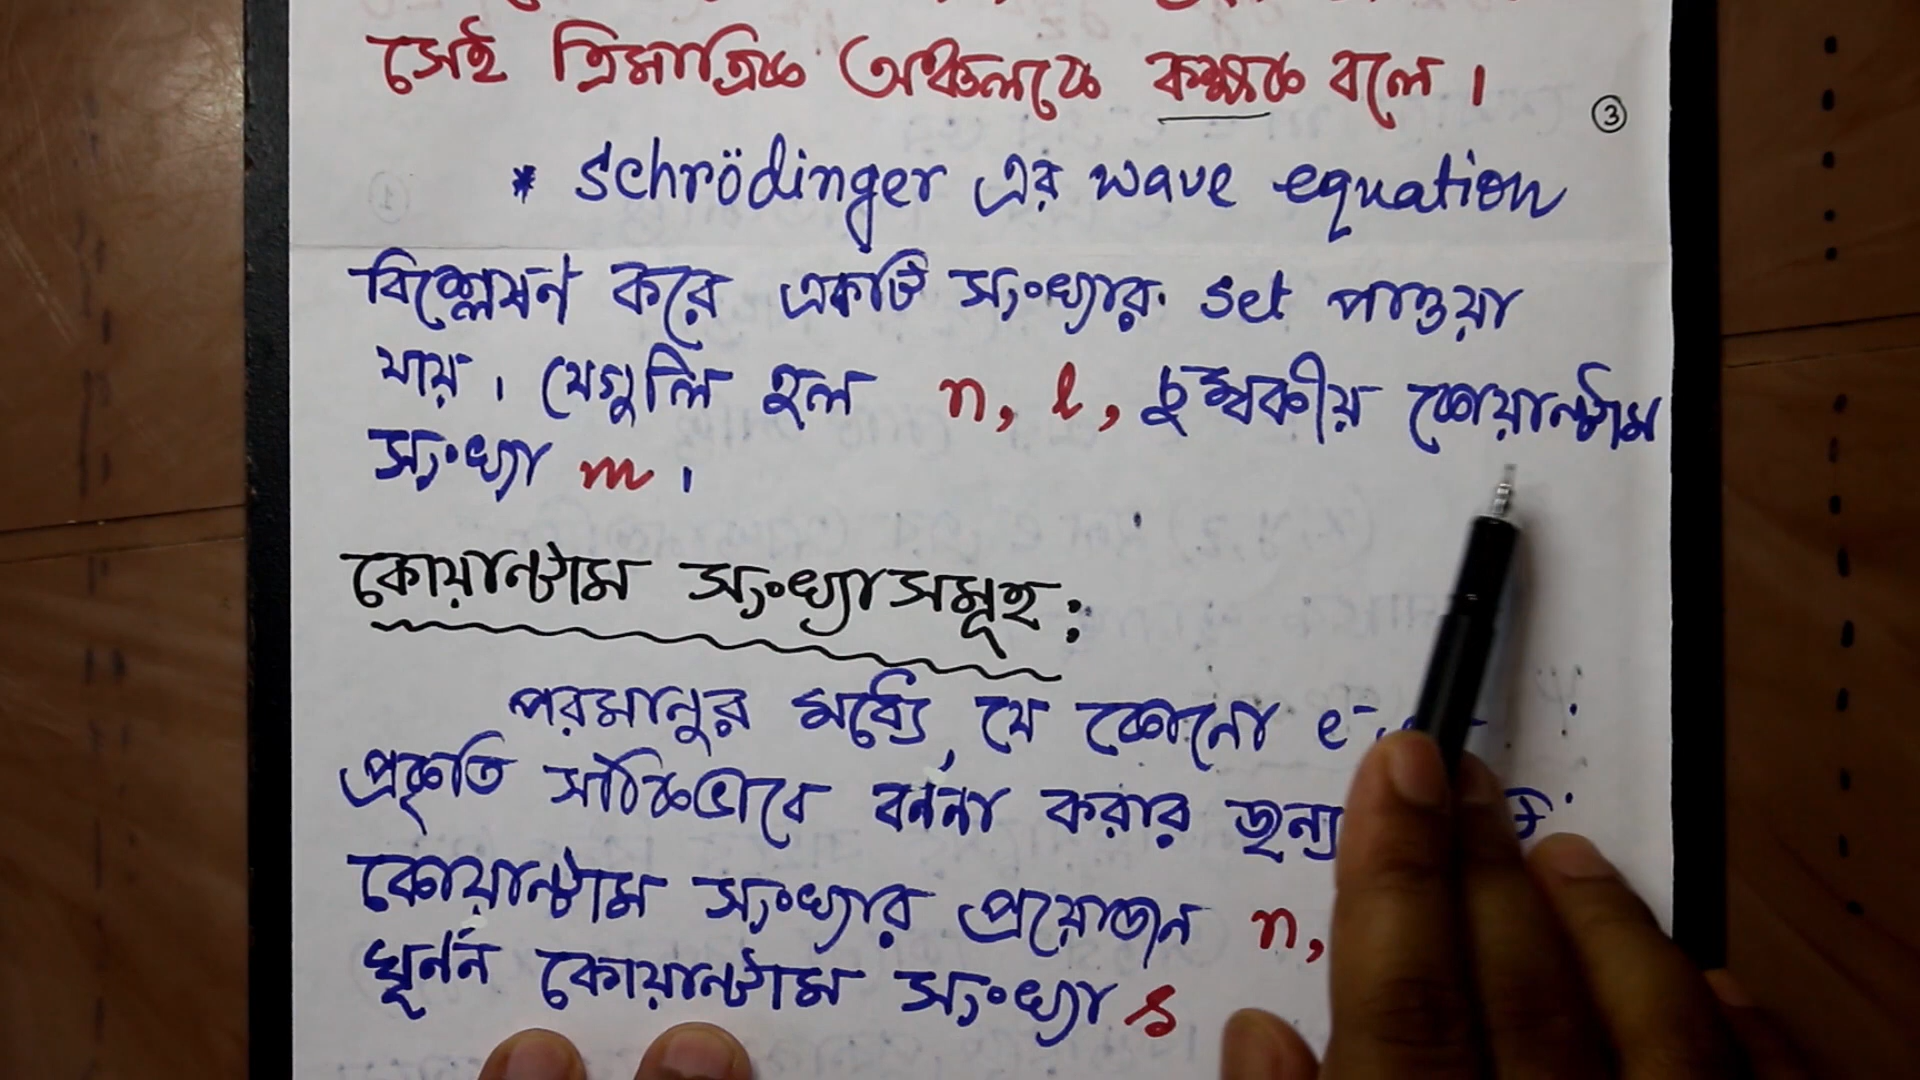 সেই ত্রিমাত্রিক অঞ্চলকে কক্ষক বলে ।
3
* Schrödinger এর wave equation
বিশ্লেষণ করে একটি সংখ্যার set পাওয়া
যায় । যেগুলি হল n, l, চুম্বকীয় কোয়ান্টাম
সংখ্যা m ।
কোয়ান্টাম সংখ্যাসমূহ :
পরমানুর মধ্যে যে কোনো e⁻
প্রকৃতি সঠিকভাবে বর্ননা করার জন্য
কোয়ান্টাম সংখ্যার প্রয়োজন n,
ঘূর্নন কোয়ান্টাম সংখ্যা s